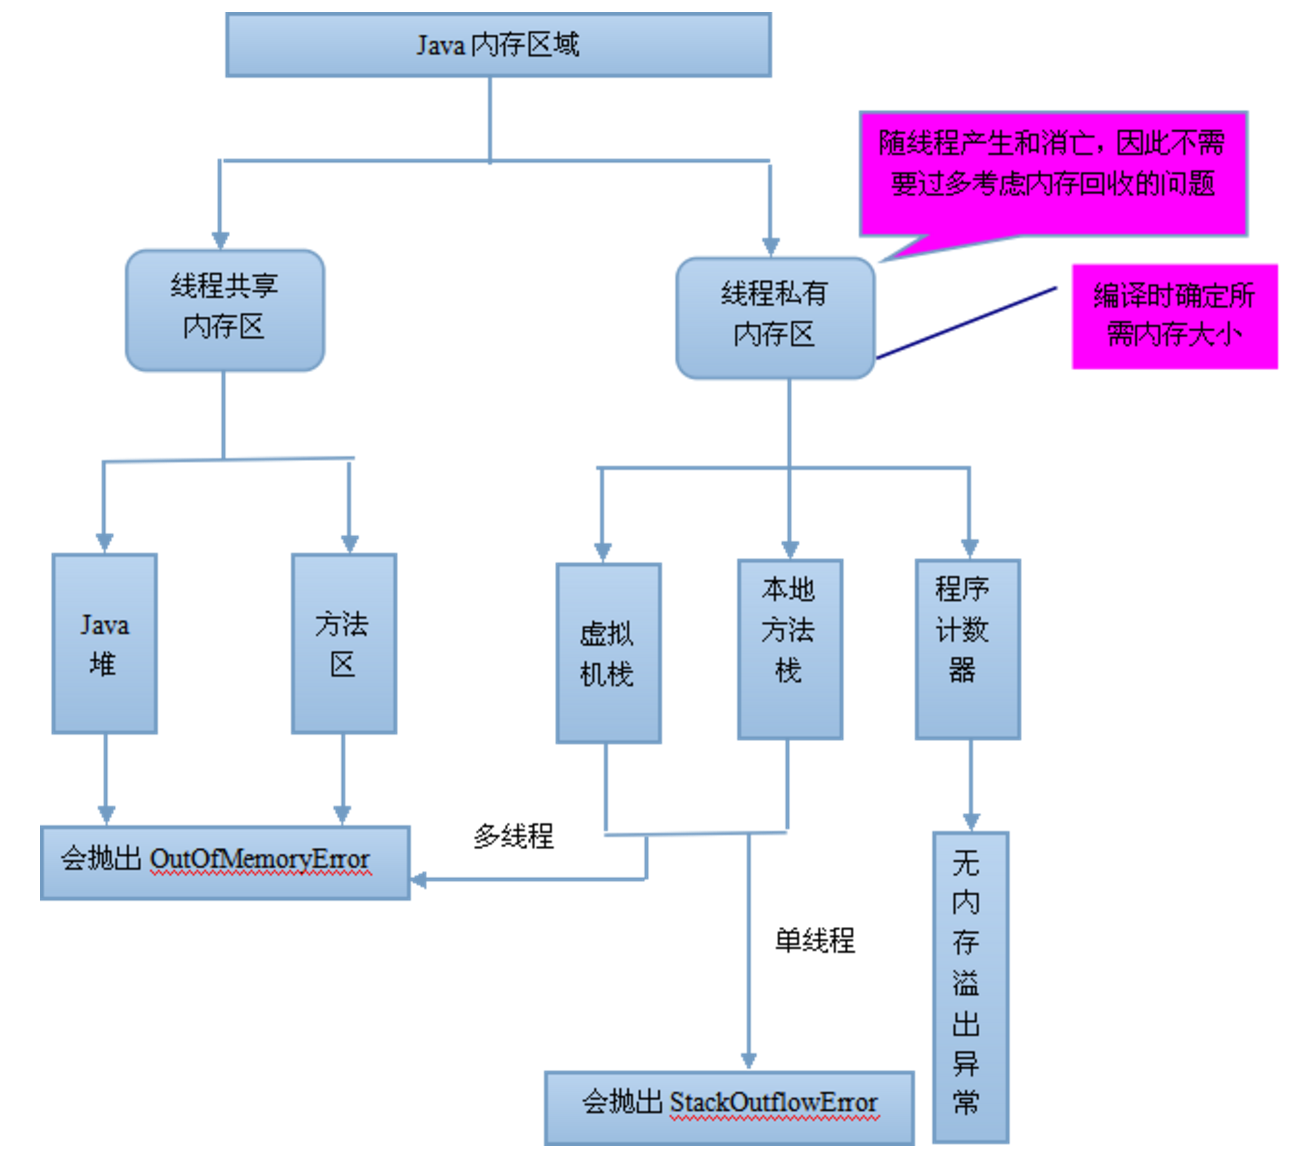 Java 内存区域
随线程产生和消亡，因此不需
要过多考虑内存回收的问题
线程共享
内存区
线程私有
内存区
编译时确定所
需内存大小
Java
堆
方法
区
虚拟
机栈
本地
方法
栈
程序
计数
器
会抛出 OutOfMemoryError
多线程
单线程
无
内
存
溢
出
异
常
会抛出 StackOutflowError